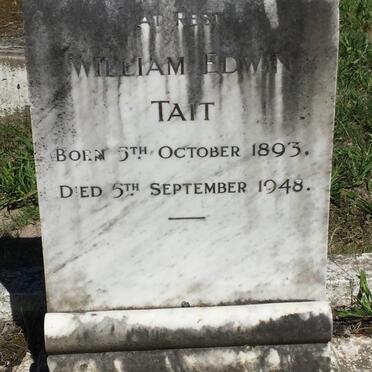 At Rest
William Edwin
Tait
Born 5th October 1893.
Died 5th September 1948.